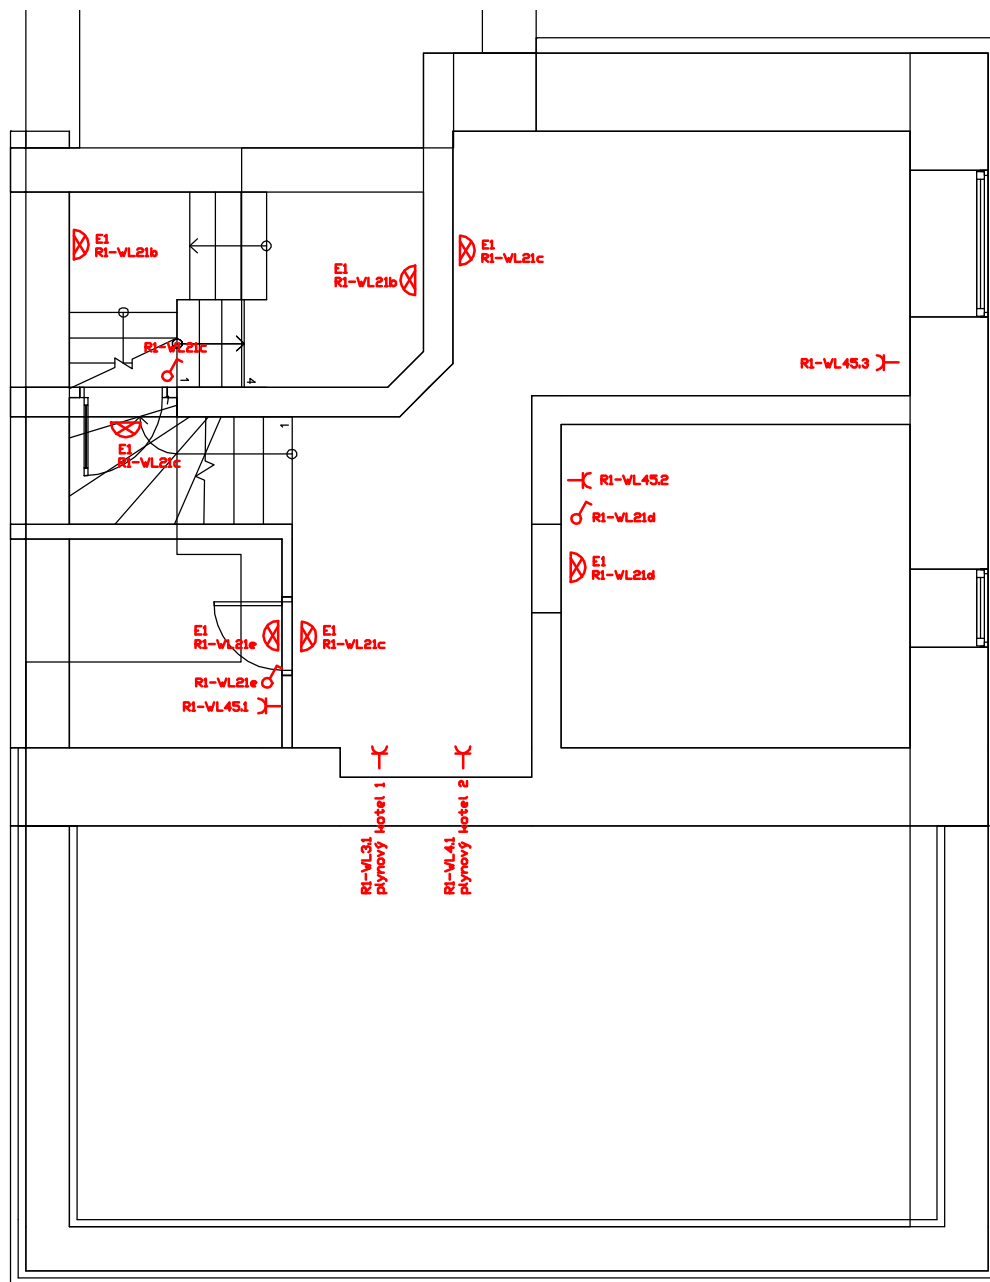 E1
R1-WL21b
E1
R1-WL21c
E1
R1-WL21b
R1-WL21c
1
4
R1-WL45.3
1
E1
R1-WL21c
R1-WL45.2
R1-WL21d
E1
R1-WL21d
E1
R1-WL21e
E1
R1-WL21c
R1-WL21e
R1-WL45.1
R1-WL3.1
plynový kotel 1
R1-WL4.1
plynový kotel 2